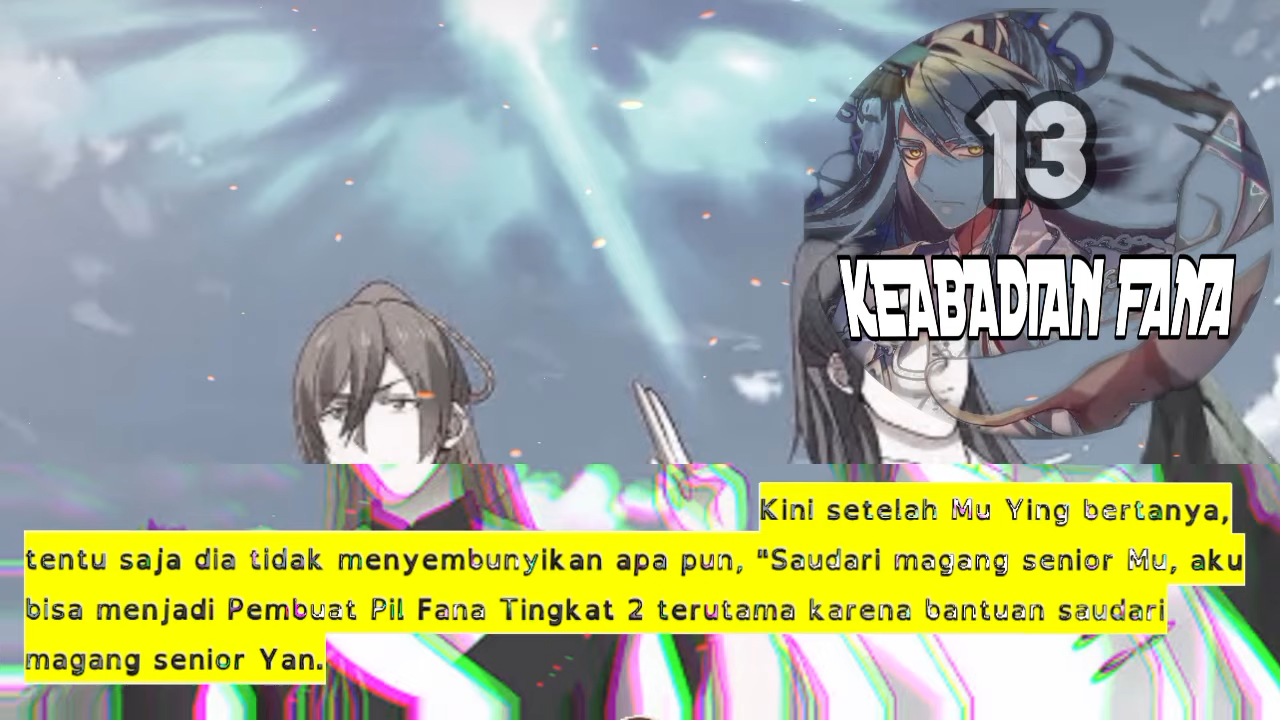 13
KEABADIAN FANA
Kini setelah Mu Ying bertanya,
tentu saja dia tidak menyembunyikan apa pun, "Saudari magang senior Mu, aku
bisa menjadi Pembuat Pil Fana Tingkat 2 terutama karena bantuan saudari
magang senior Yan.